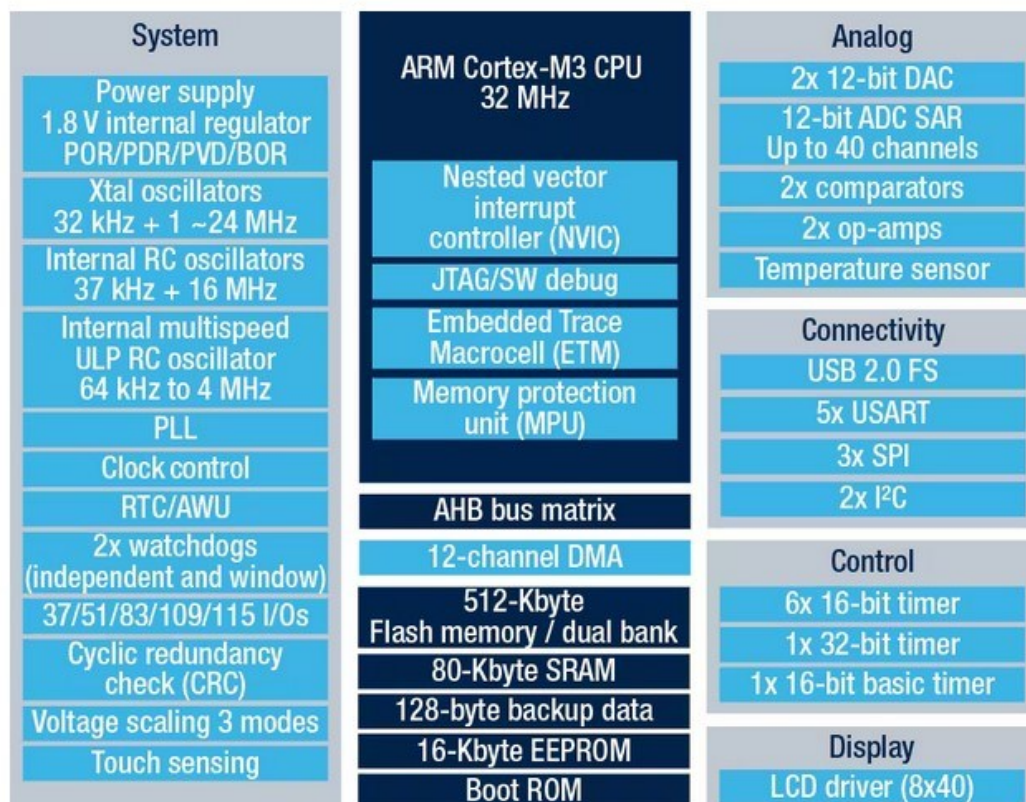 System
Power supply
1.8 V internal regulator
POR/PDR/PVD/BOR
Xtal oscillators
32 kHz + 1 ~24 MHz
Internal RC oscillators
37 kHz + 16 MHz
Internal multispeed
ULP RC oscillator
64 kHz to 4 MHz
PLL
Clock control
RTC/AWU
2x watchdogs
(independent and window)
37/51/83/109/115 I/Os
Cyclic redundancy
check (CRC)
Voltage scaling 3 modes
Touch sensing
ARM Cortex-M3 CPU
32 MHz
Nested vector
interrupt
controller (NVIC)
JTAG/SW debug
Embedded Trace
Macrocell (ETM)
Memory protection
unit (MPU)
AHB bus matrix
12-channel DMA
512-Kbyte
Flash memory / dual bank
80-Kbyte SRAM
128-byte backup data
16-Kbyte EEPROM
Boot ROM
Analog
2x 12-bit DAC
12-bit ADC SAR
Up to 40 channels
2x comparators
2x op-amps
Temperature sensor
Connectivity
USB 2.0 FS
5x USART
3x SPI
2x I²C
Control
6x 16-bit timer
1x 32-bit timer
1x 16-bit basic timer
Display
LCD driver (8x40)